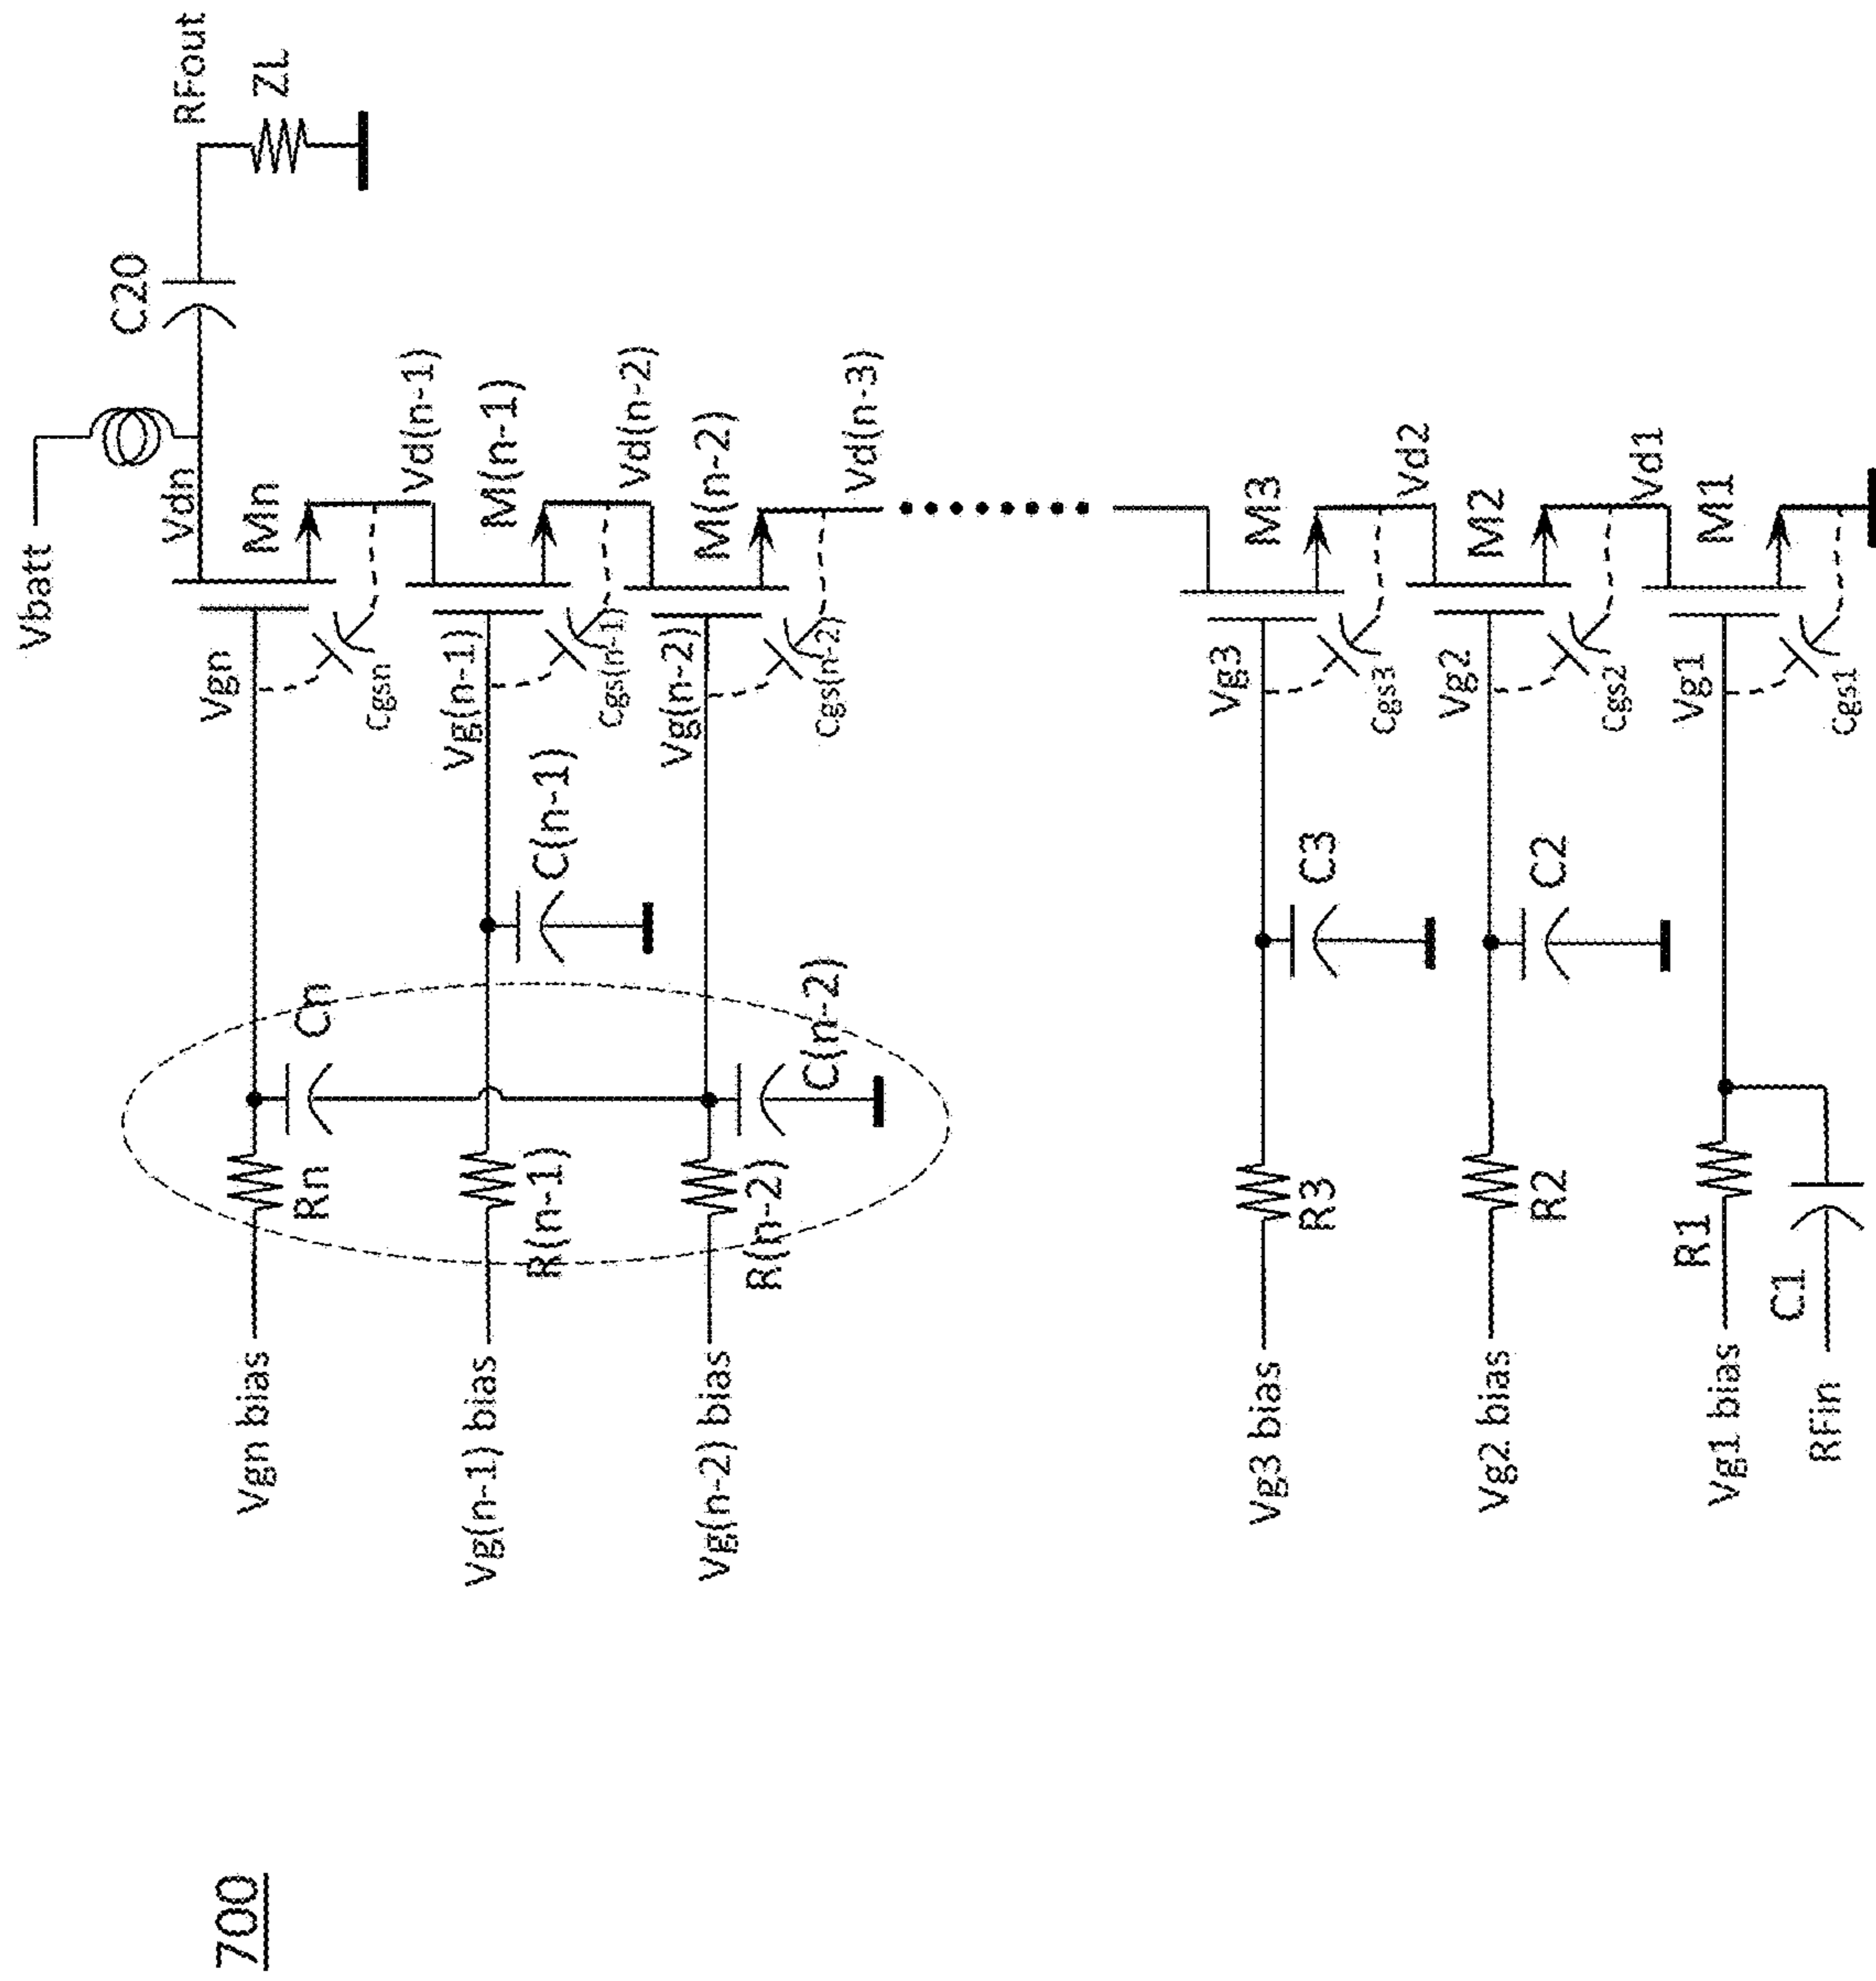 700
Vbatt
RFout
ZL
C20
Vdn
Mn
Vgn
Cgsn
Vd(n-1)
Cn
Rn
Vgn bias
M(n-1)
Vg(n-1)
Cgs(n-1)
Vd(n-2)
C(n-1)
R(n-1)
Vg(n-1) bias
M(n-2)
Vg(n-2)
Cgs(n-2)
Vd(n-3)
C(n-2)
R(n-2)
Vg(n-2) bias
M3
Vg3
Cgs3
Vd2
C3
R3
Vg3 bias
M2
Vg2
Cgs2
Vd1
C2
R2
Vg2 bias
M1
Vg1
Cgs1
R1
Vg1 bias
C1
RFin